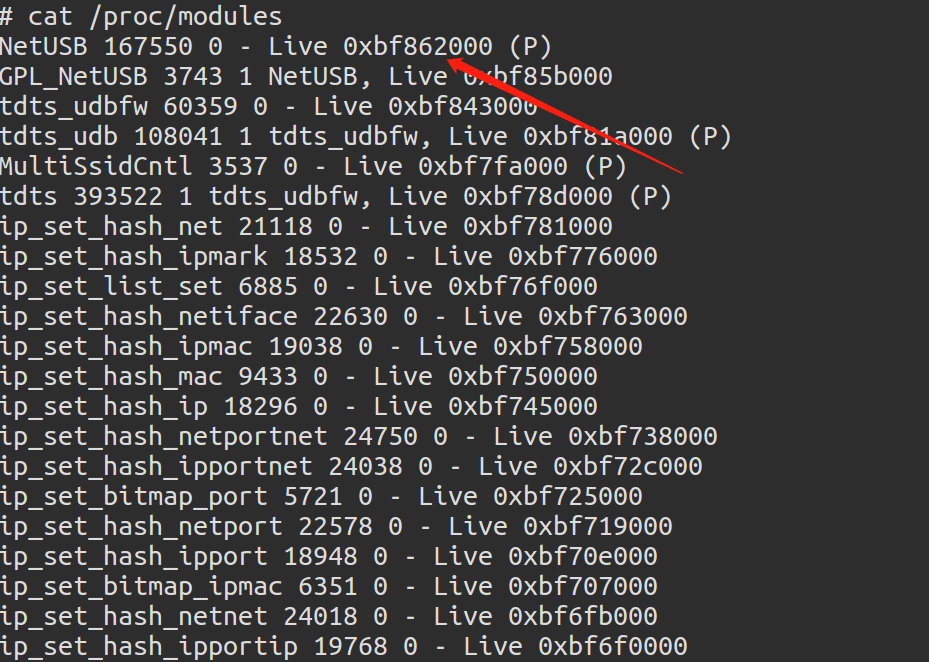 # cat /proc/modules
NetUSB 167550 0 - Live 0xbf862000 (P)
GPL_NetUSB 3743 1 NetUSB, Live 0xbf85b000
tdts_udbfw 60359 0 - Live 0xbf843000
tdts_udb 108041 1 tdts_udbfw, Live 0xbf81a000 (P)
MultiSsidCntl 3537 0 - Live 0xbf7fa000 (P)
tdts 393522 1 tdts_udbfw, Live 0xbf78d000 (P)
ip_set_hash_net 21118 0 - Live 0xbf781000
ip_set_hash_ipmark 18532 0 - Live 0xbf776000
ip_set_list_set 6885 0 - Live 0xbf76f000
ip_set_hash_netiface 22630 0 - Live 0xbf763000
ip_set_hash_ipmac 19038 0 - Live 0xbf758000
ip_set_hash_mac 9433 0 - Live 0xbf750000
ip_set_hash_ip 18296 0 - Live 0xbf745000
ip_set_hash_netportnet 24750 0 - Live 0xbf738000
ip_set_hash_ipportnet 24038 0 - Live 0xbf72c000
ip_set_bitmap_port 5721 0 - Live 0xbf725000
ip_set_hash_netport 22578 0 - Live 0xbf719000
ip_set_hash_ipport 18948 0 - Live 0xbf70e000
ip_set_bitmap_ipmac 6351 0 - Live 0xbf707000
ip_set_hash_netnet 24018 0 - Live 0xbf6fb000
ip_set_hash_ipportip 19768 0 - Live 0xbf6f0000